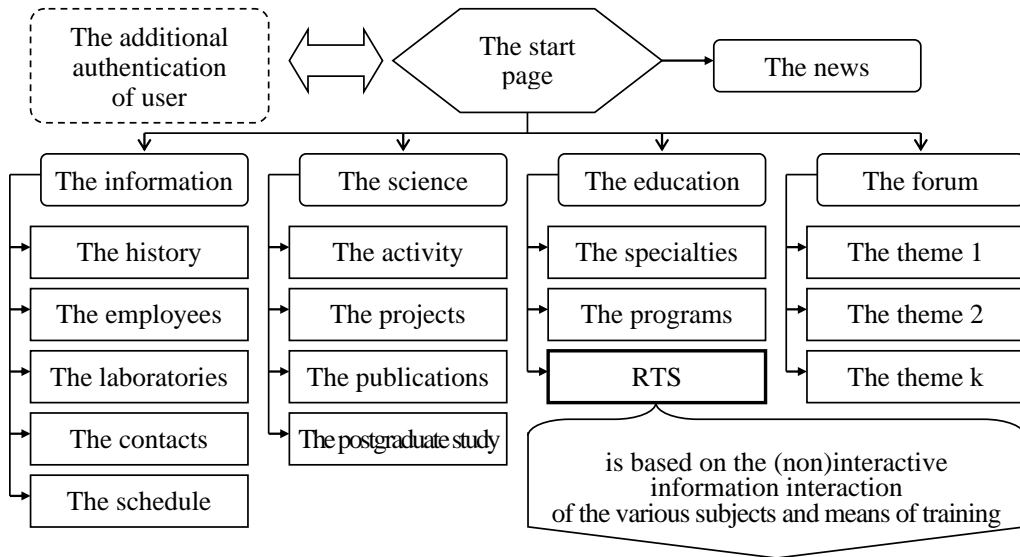 The additional
authentication
of user
The start
page
The news
The information
The science
The education
The forum
The history
The activity
The specialties
The theme 1
The employees
The projects
The programs
The theme 2
The laboratories
The publications
RTS
The theme k
The contacts
The postgraduate study
The schedule
is based on the (non)interactive
information interaction
of the various subjects and means of training